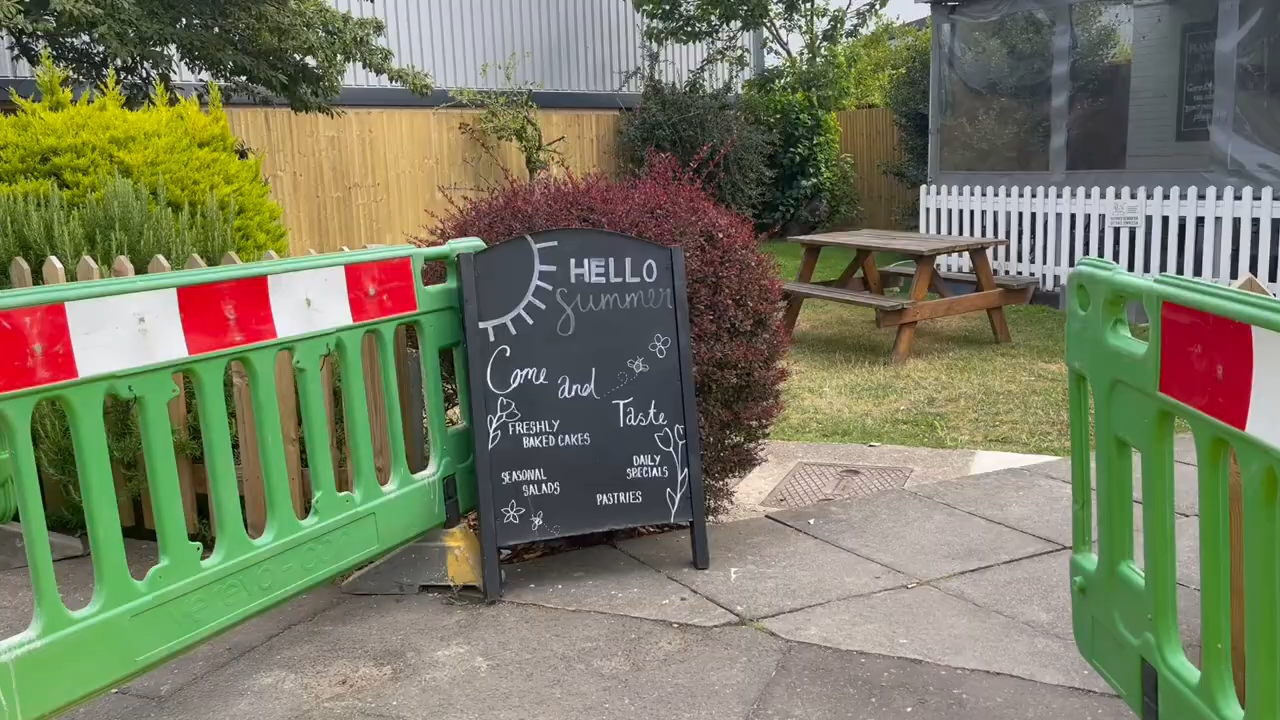 HELLO
Summer
Come and
Taste
FRESHLY
BAKED CAKES
DAILY
SPECIALS
SEASONAL
SALADS
PASTRIES